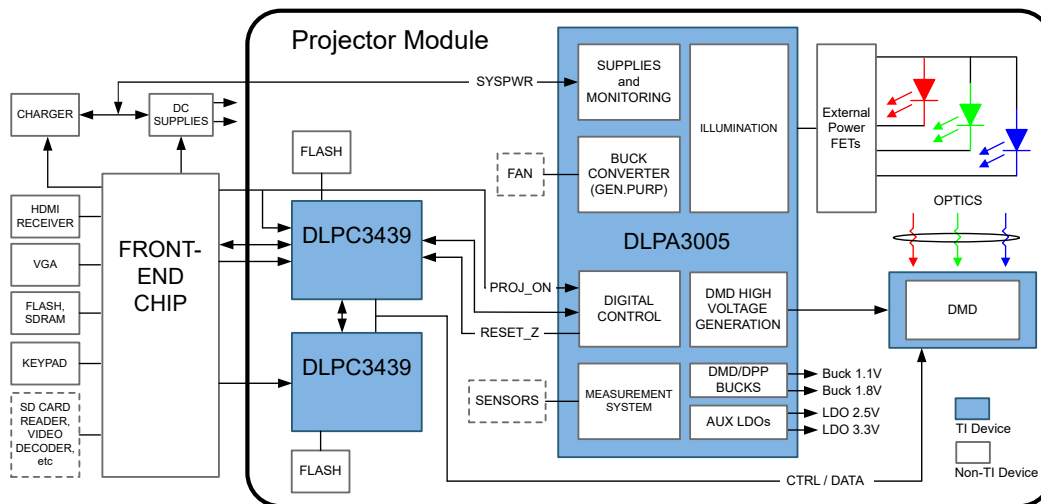 Projector Module
SYSPWR
CHARGER
DC
SUPPLIES
HDMI
RECEIVER
VGA
FLASH,
SDRAM
KEYPAD
SD CARD
READER,
VIDEO
DECODER,
etc
FRONT-
END
CHIP
FLASH
DLPC3439
DLPC3439
FLASH
FAN
PROJ_ON
RESET_Z
SENSORS
SUPPLIES
and
MONITORING
BUCK
CONVERTER
(GEN.PURP)
ILLUMINATION
DLPA3005
DIGITAL
CONTROL
DMD HIGH
VOLTAGE
GENERATION
MEASUREMENT
SYSTEM
DMD/DPP
BUCKS
AUX LDOs
External
Power
FETs
OPTICS
DMD
Buck 1.1V
Buck 1.8V
LDO 2.5V
LDO 3.3V
CTRL / DATA
TI Device
Non-TI Device